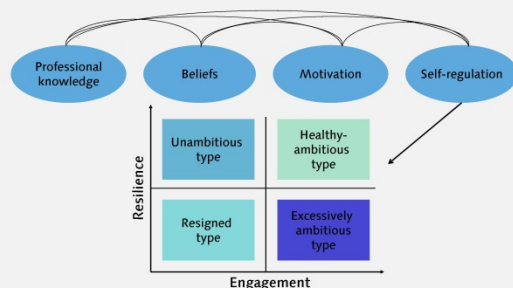 Professional
knowledge
Beliefs
Motivation
Self-regulation
Resilience
Unambitious
type
Healthy-
ambitious
type
Resigned
type
Excessively
ambitious
type
Engagement